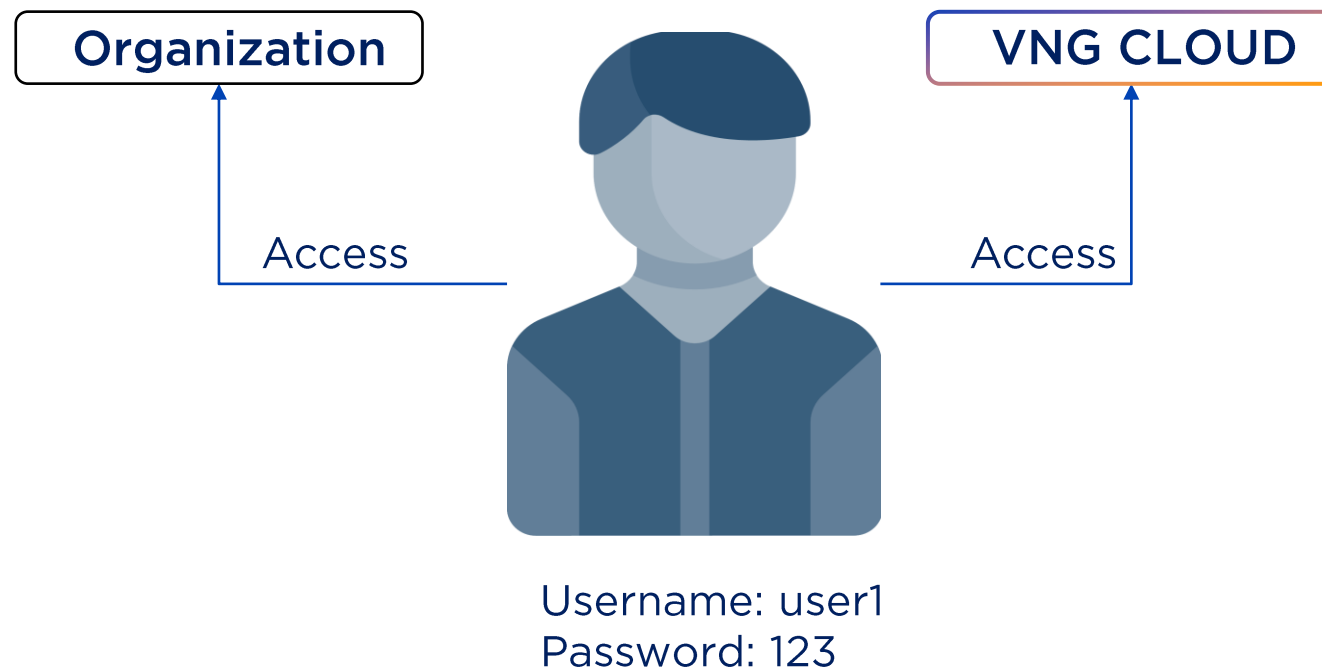 Organization
VNG CLOUD
Access
Access
Username: user1
Password: 123